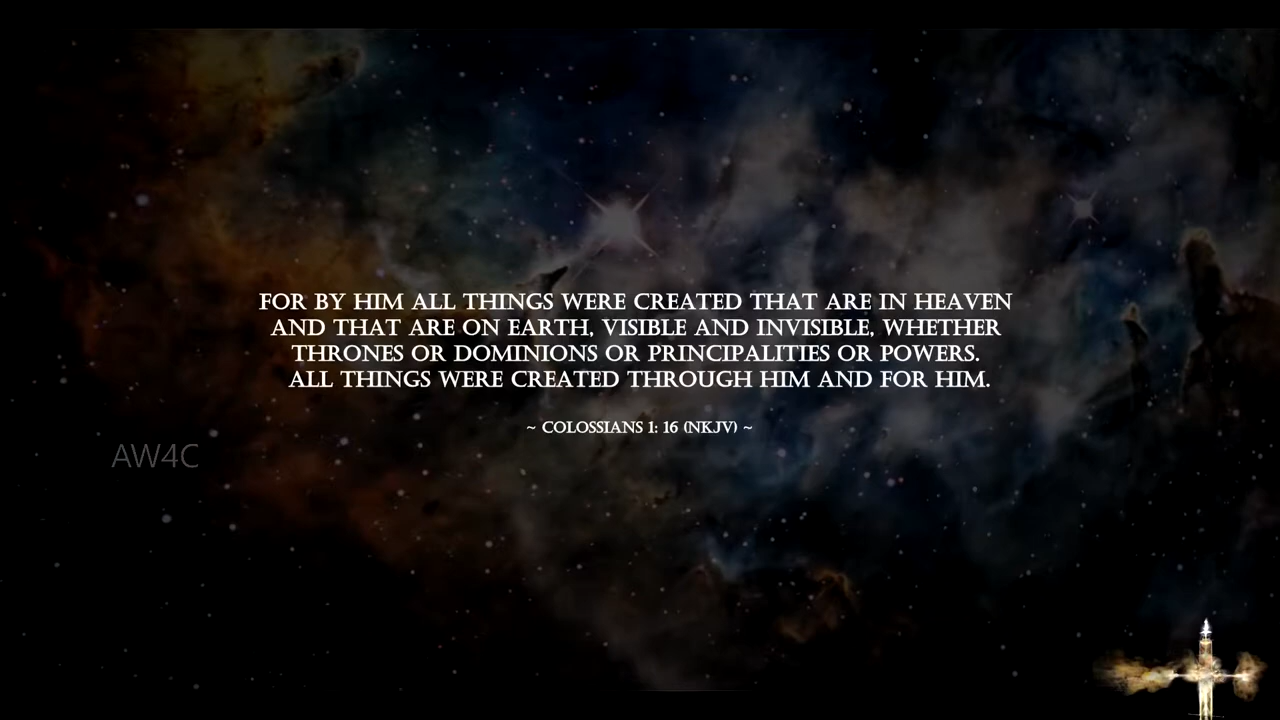 FOR BY HIM ALL THINGS WERE CREATED THAT ARE IN HEAVEN
AND THAT ARE ON EARTH, VISIBLE AND INVISIBLE, WHETHER
THRONES OR DOMINIONS OR PRINCIPALITIES OR POWERS.
ALL THINGS WERE CREATED THROUGH HIM AND FOR HIM.
~ COLOSSIANS 1: 16 (NKJV) ~
AW4C